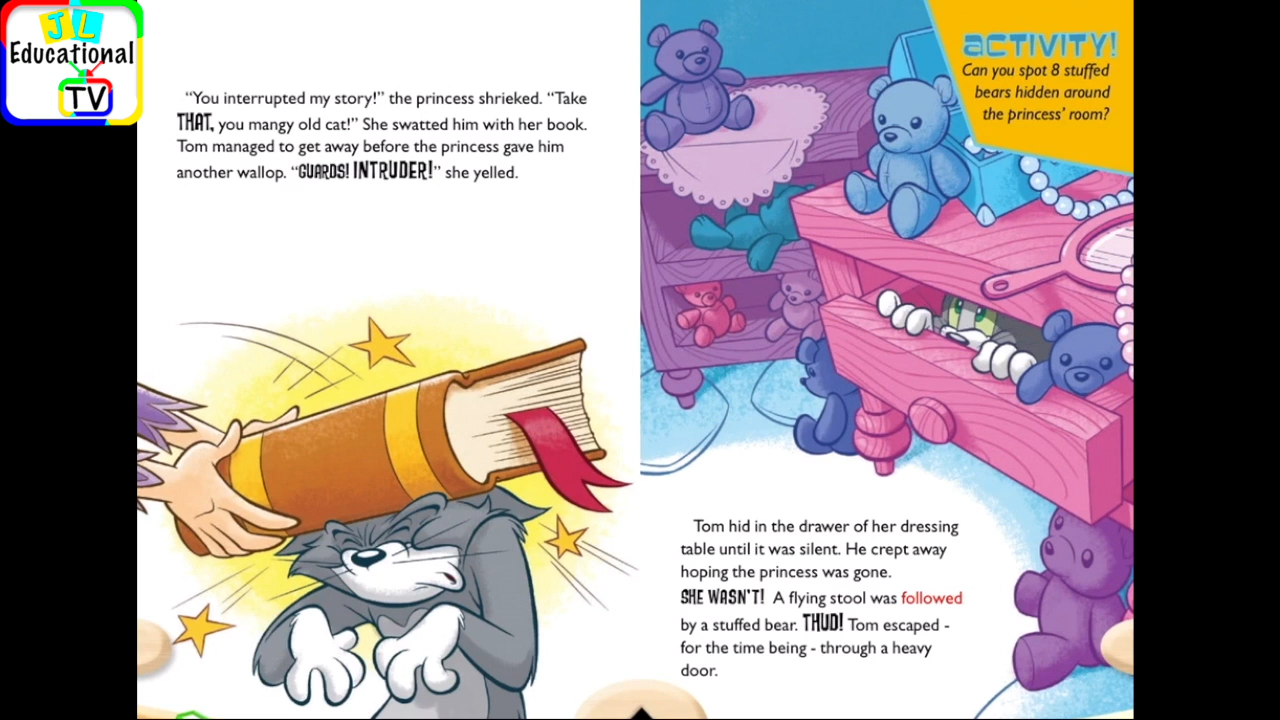 JL
Educational
TV
“You interrupted my story!” the princess shrieked. “Take
THAT, you mangy old cat!” She swatted him with her book.
Tom managed to get away before the princess gave him
another wallop. “GUARDS! INTRUDER!” she yelled.
ACTIVITY!
Can you spot 8 stuffed
bears hidden around
the princess’ room?
Tom hid in the drawer of her dressing
table until it was silent. He crept away
hoping the princess was gone.
SHE WASN’T! A flying stool was followed
by a stuffed bear. THUD! Tom escaped -
for the time being - through a heavy
door.